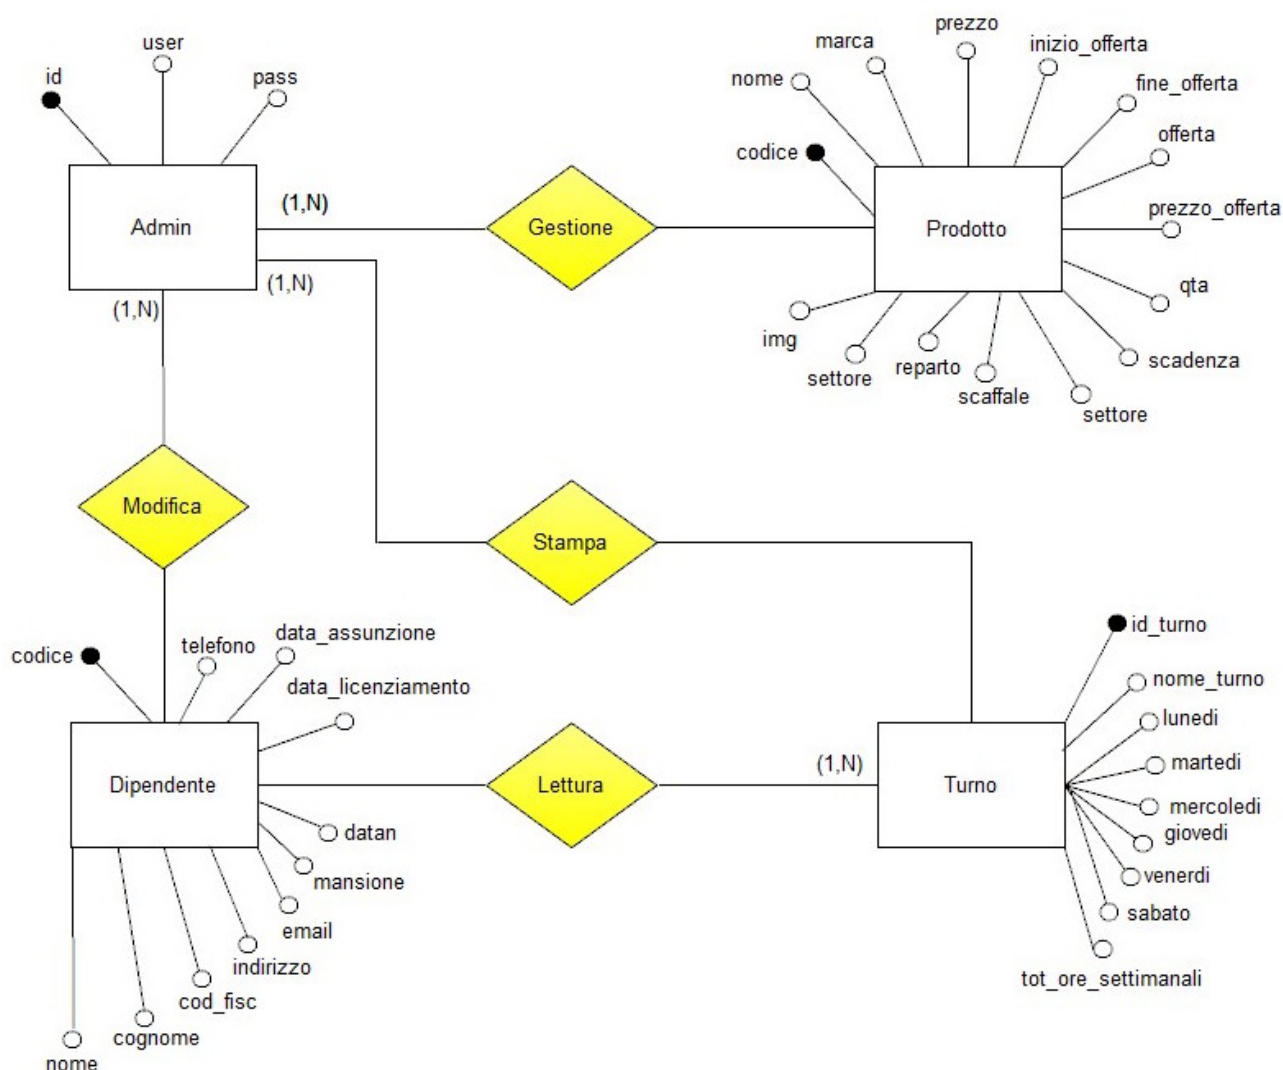 user
id
pass
Admin
(1,N)
(1,N)
(1,N)
Gestione
prezzo
marca
inizio_offerta
nome
fine_offerta
codice
offerta
prezzo_offerta
Prodotto
qta
img
settore
reparto
scaffale
settore
scadenza
Modifica
Stampa
codice
telefono
data_assunzione
data_licenziamento
Dipendente
datan
mansione
email
indirizzo
cod_fisc
cognome
nome
Lettura
(1,N)
Turno
id_turno
nome_turno
lunedi
martedi
mercoledi
giovedi
venerdi
sabato
tot_ore_settimanali